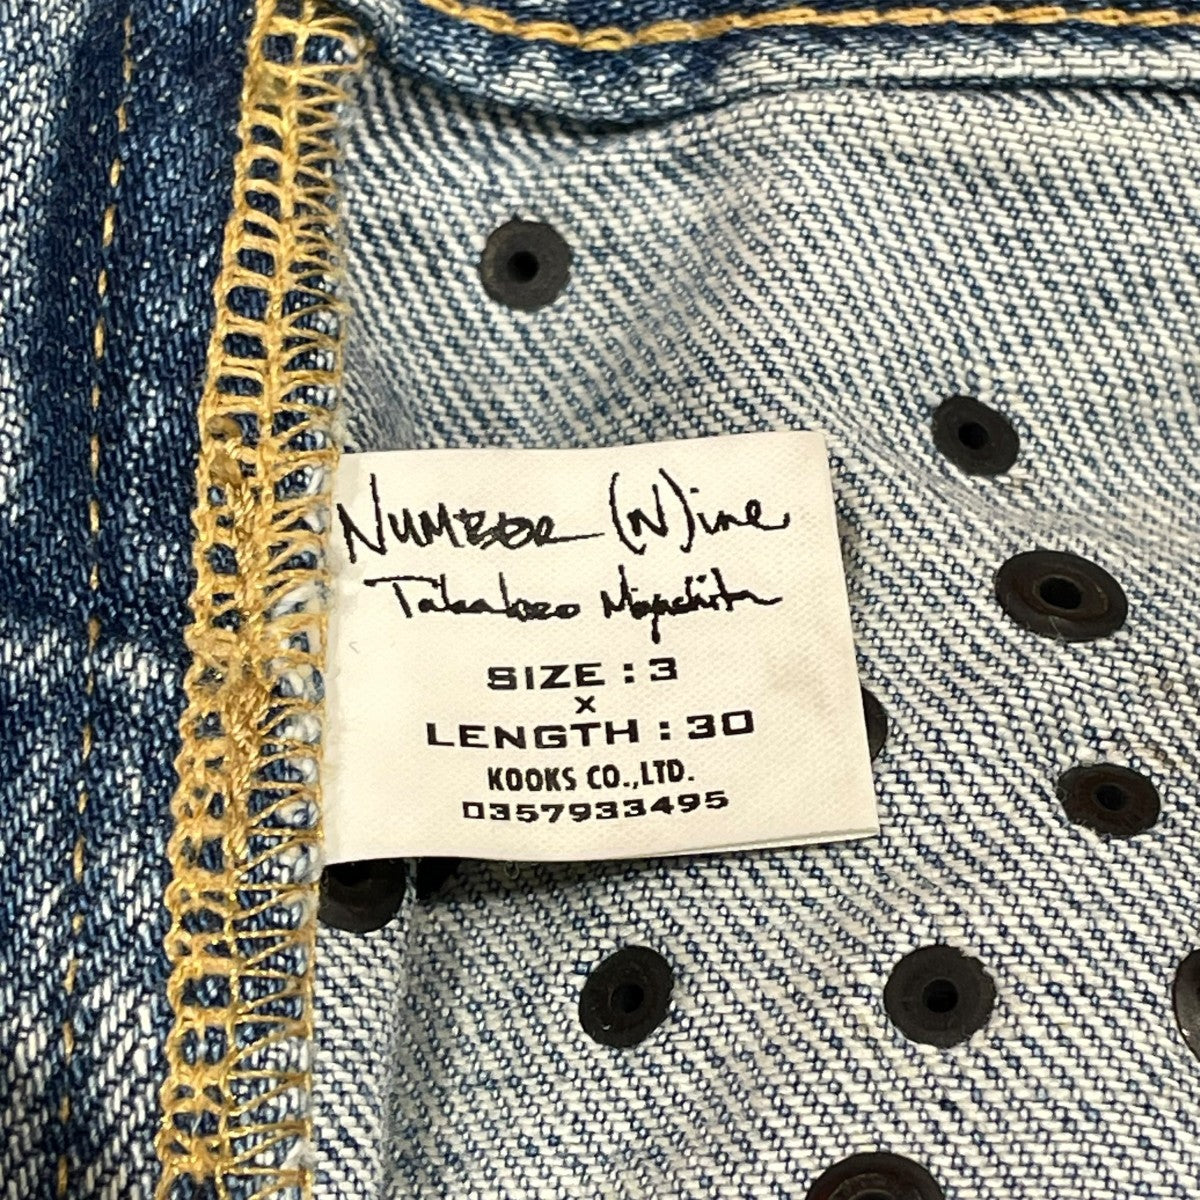 NUMBER (N)ine
Takahiro Miyashita
SIZE : 3
x
LENGTH : 30
KOOKS CO.,LTD.
0357933495